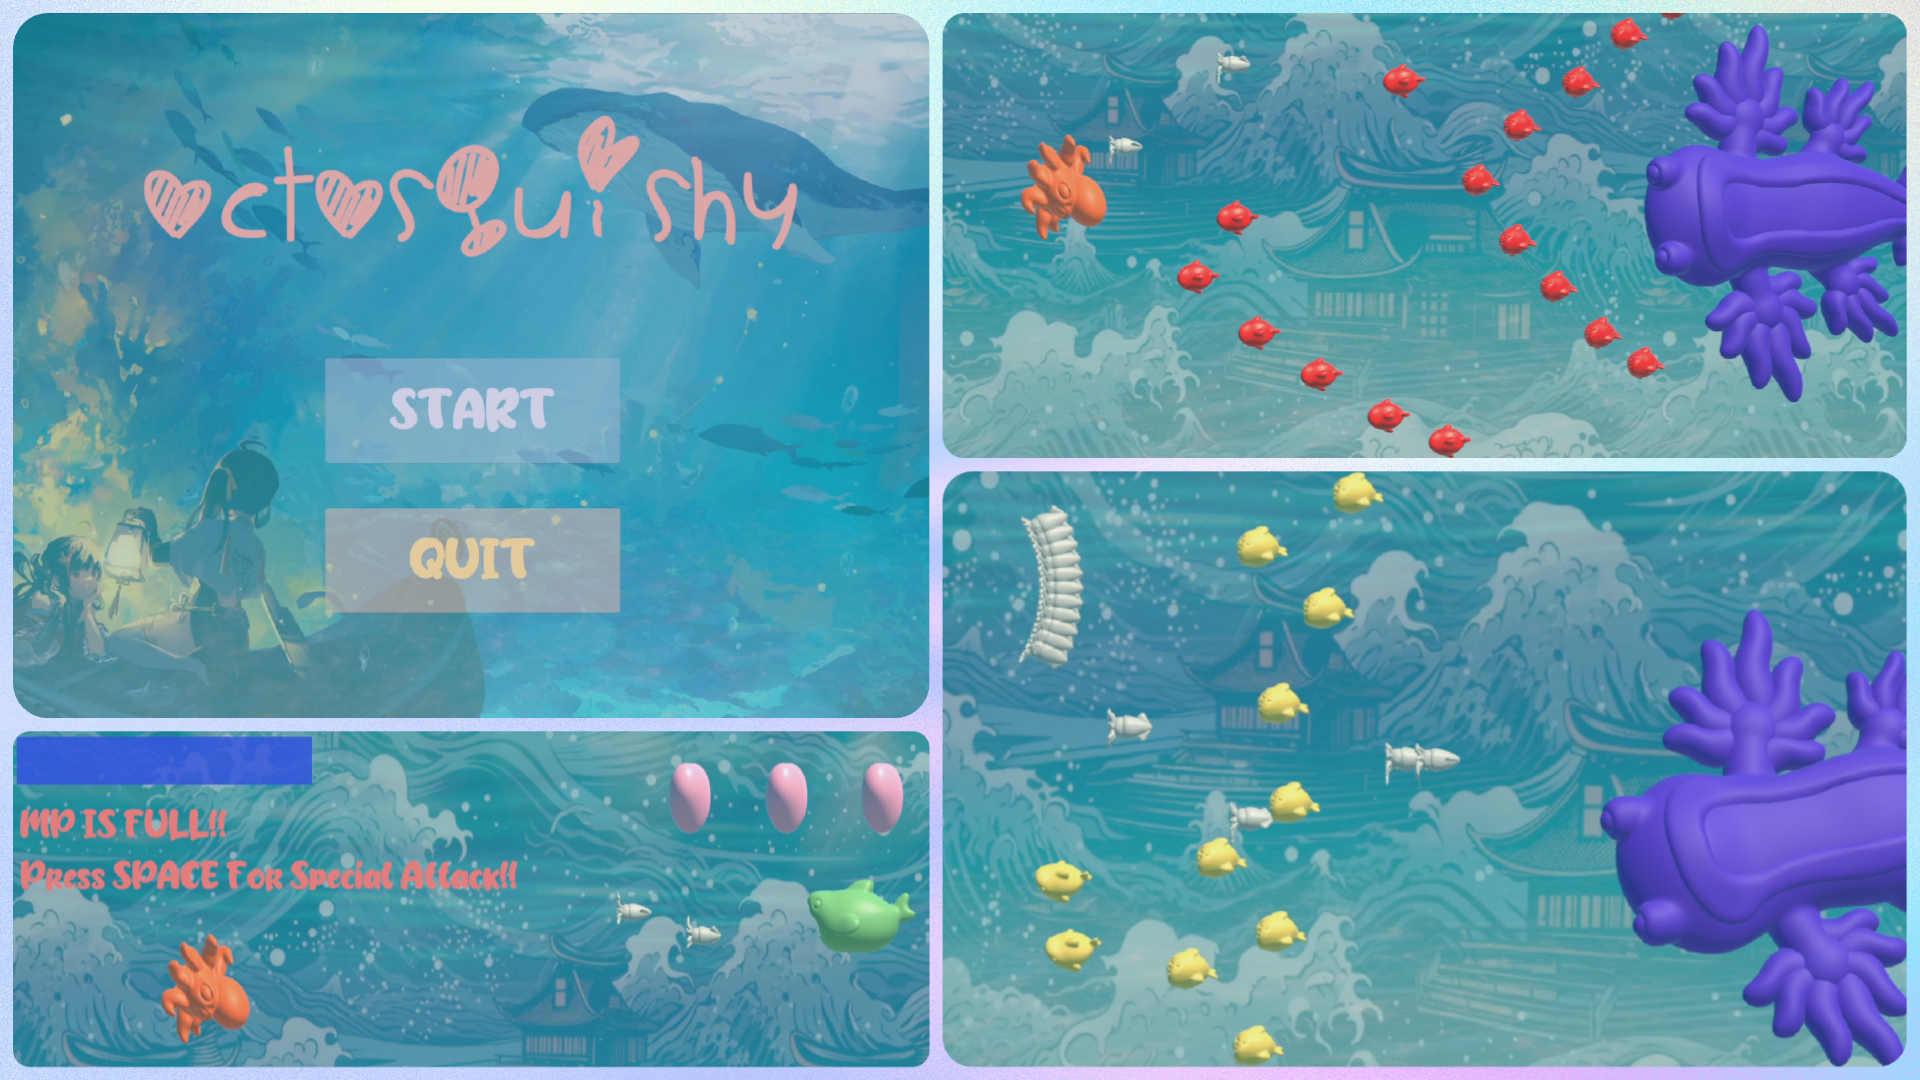 octosquishy
START
QUIT
MP IS FULL!!
Press SPACE For Special Attack!!